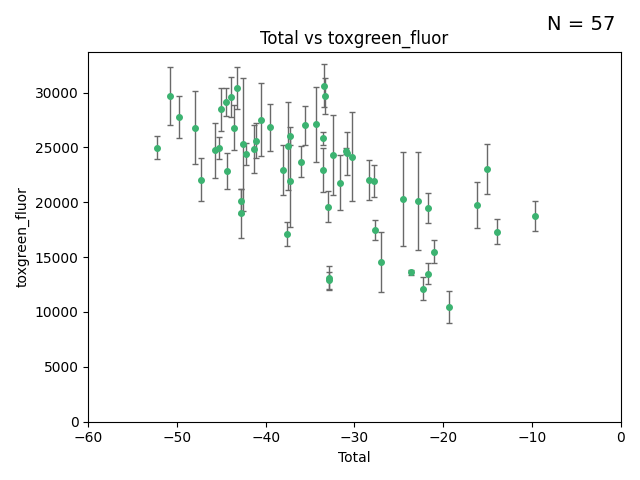 N = 57
Total vs toxgreen_fluor
toxgreen_fluor
30000
25000
20000
15000
10000
5000
0
−60 −50 −40 −30 −20 −10 0
Total